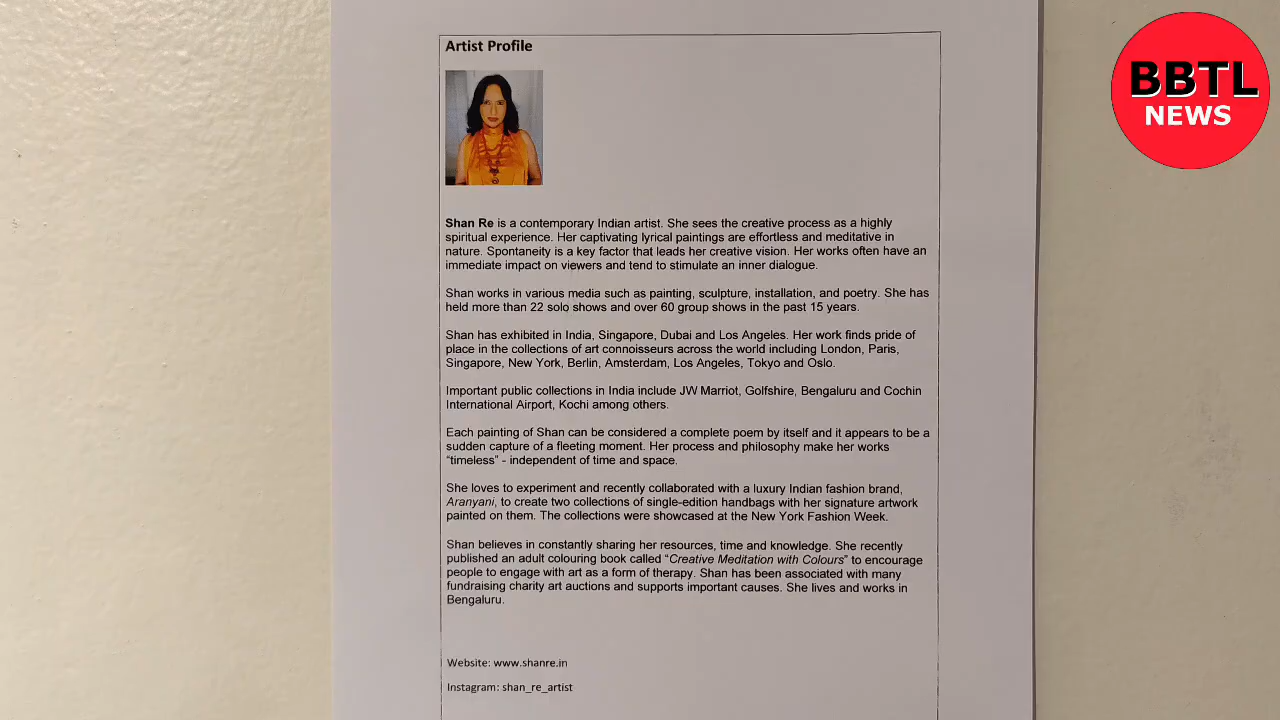 Artist Profile
BBTL
NEWS
Shan Re is a contemporary Indian artist. She sees the creative process as a highly
spiritual experience. Her captivating lyrical paintings are effortless and meditative in
nature. Spontaneity is a key factor that leads her creative vision. Her works often have an
immediate impact on viewers and tend to stimulate an inner dialogue.
Shan works in various media such as painting, sculpture, installation, and poetry. She has
held more than 22 solo shows and over 60 group shows in the past 15 years.
Shan has exhibited in India, Singapore, Dubai and Los Angeles. Her work finds pride of
place in the collections of art connoisseurs across the world including London, Paris,
Singapore, New York, Berlin, Amsterdam, Los Angeles, Tokyo and Oslo.
Important public collections in India include JW Marriot, Golfshire, Bengaluru and Cochin
International Airport, Kochi among others.
Each painting of Shan can be considered a complete poem by itself and it appears to be a
sudden capture of a fleeting moment. Her process and philosophy make her works
“timeless” - independent of time and space.
She loves to experiment and recently collaborated with a luxury Indian fashion brand,
Aranyani, to create two collections of single-edition handbags with her signature artwork
painted on them. The collections were showcased at the New York Fashion Week.
Shan believes in constantly sharing her resources, time and knowledge. She recently
published an adult colouring book called “Creative Meditation with Colours” to encourage
people to engage with art as a form of therapy. Shan has been associated with many
fundraising charity art auctions and supports important causes. She lives and works in
Bengaluru.
Website: www.shanre.in
Instagram: shan_re_artist